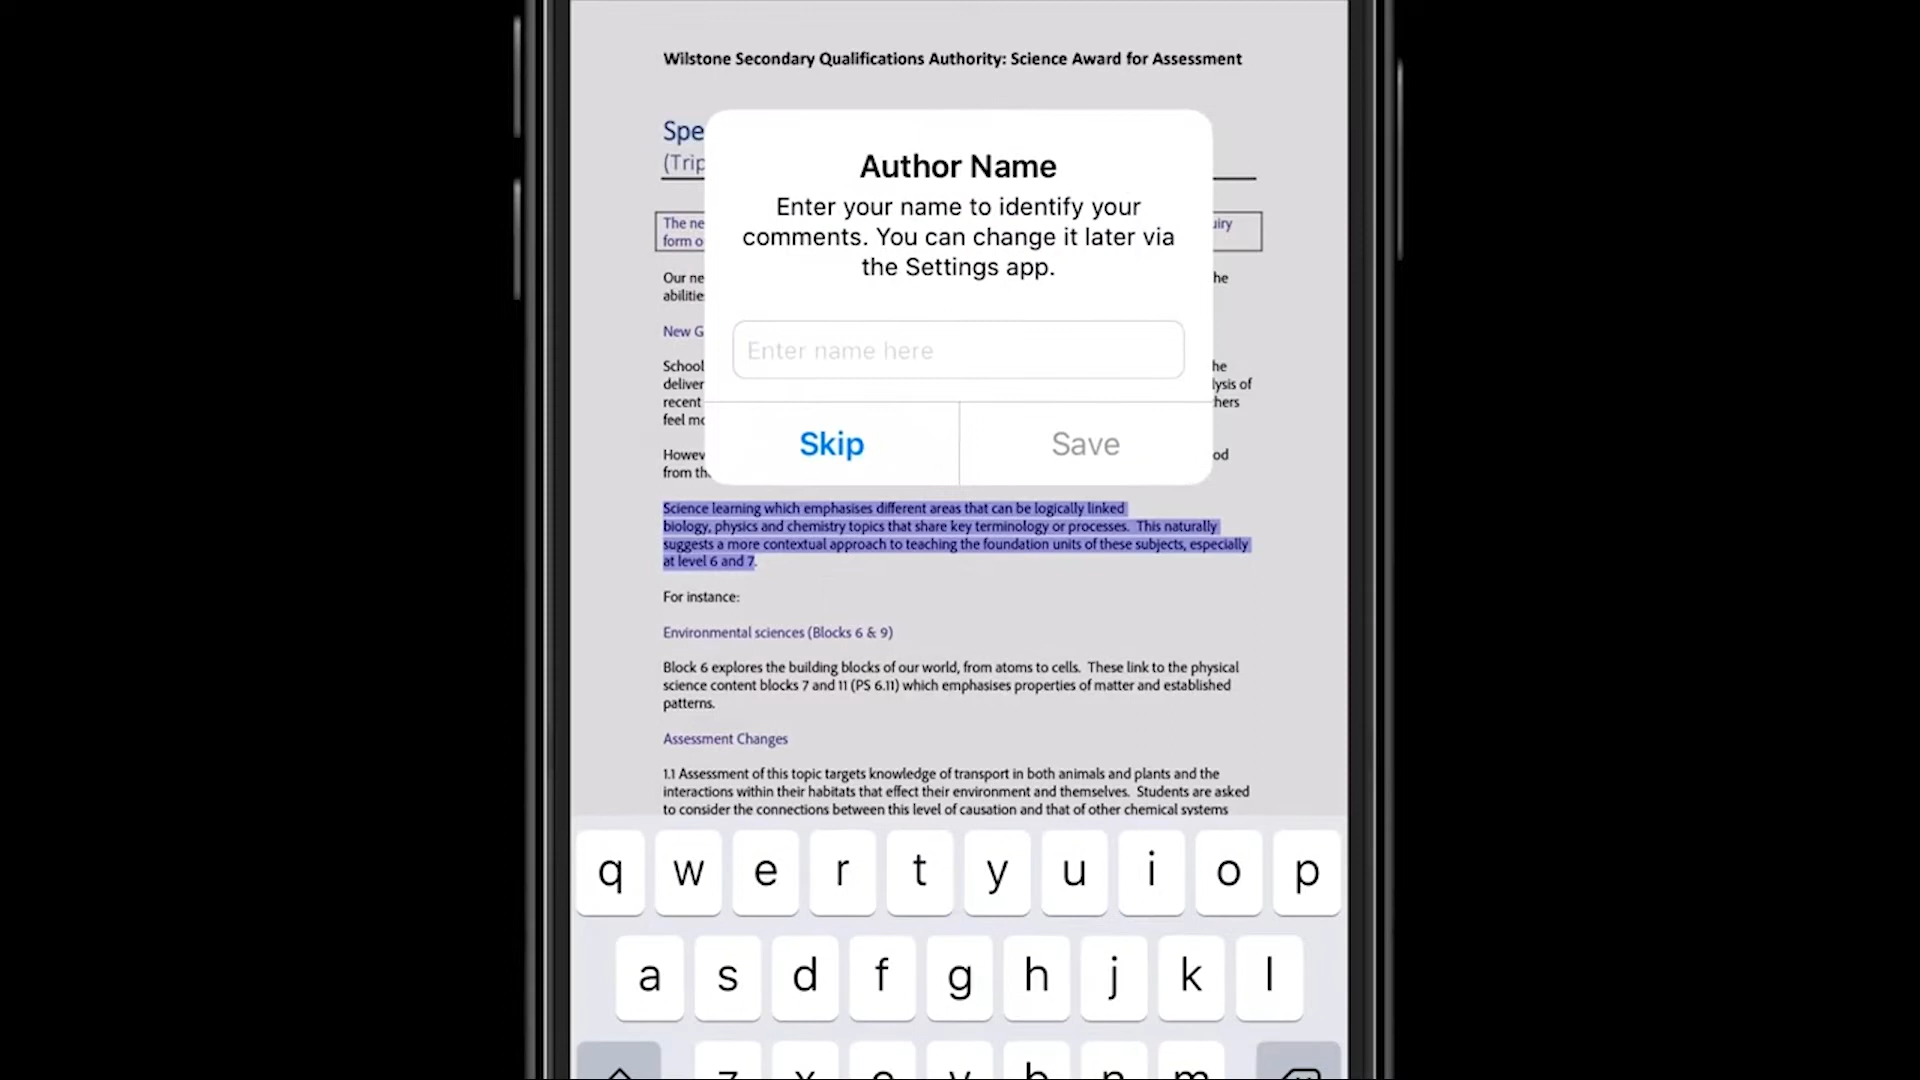 Wilstone Secondary Qualifications Authority: Science Award for Assessment
Spe
(Trip
The ne
form o
iry
Our ne
he
abilitie
New G
School
he
deliver
lysis of
recent
hers
feel mo
Howev
od
from th
Author Name
Enter your name to identify your
comments. You can change it later via
the Settings app.
Enter name here
Skip Save
Science learning which emphasises different areas that can be logically linked
biology, physics and chemistry topics that share key terminology or processes. This naturally
suggests a more contextual approach to teaching the foundation units of these subjects, especially
at level 6 and 7.
For instance:
Environmental sciences (Blocks 6 & 9)
Block 6 explores the building blocks of our world, from atoms to cells. These link to the physical
science content blocks 7 and 11 (PS 6.11) which emphasises properties of matter and established
patterns.
Assessment Changes
1.1 Assessment of this topic targets knowledge of transport in both animals and plants and the
interactions within their habitats that effect their environment and themselves. Students are asked
to consider the connections between this level of causation and that of other chemical systems
q w e r t y u i o p
a s d f g h j k l
z x c v b n m